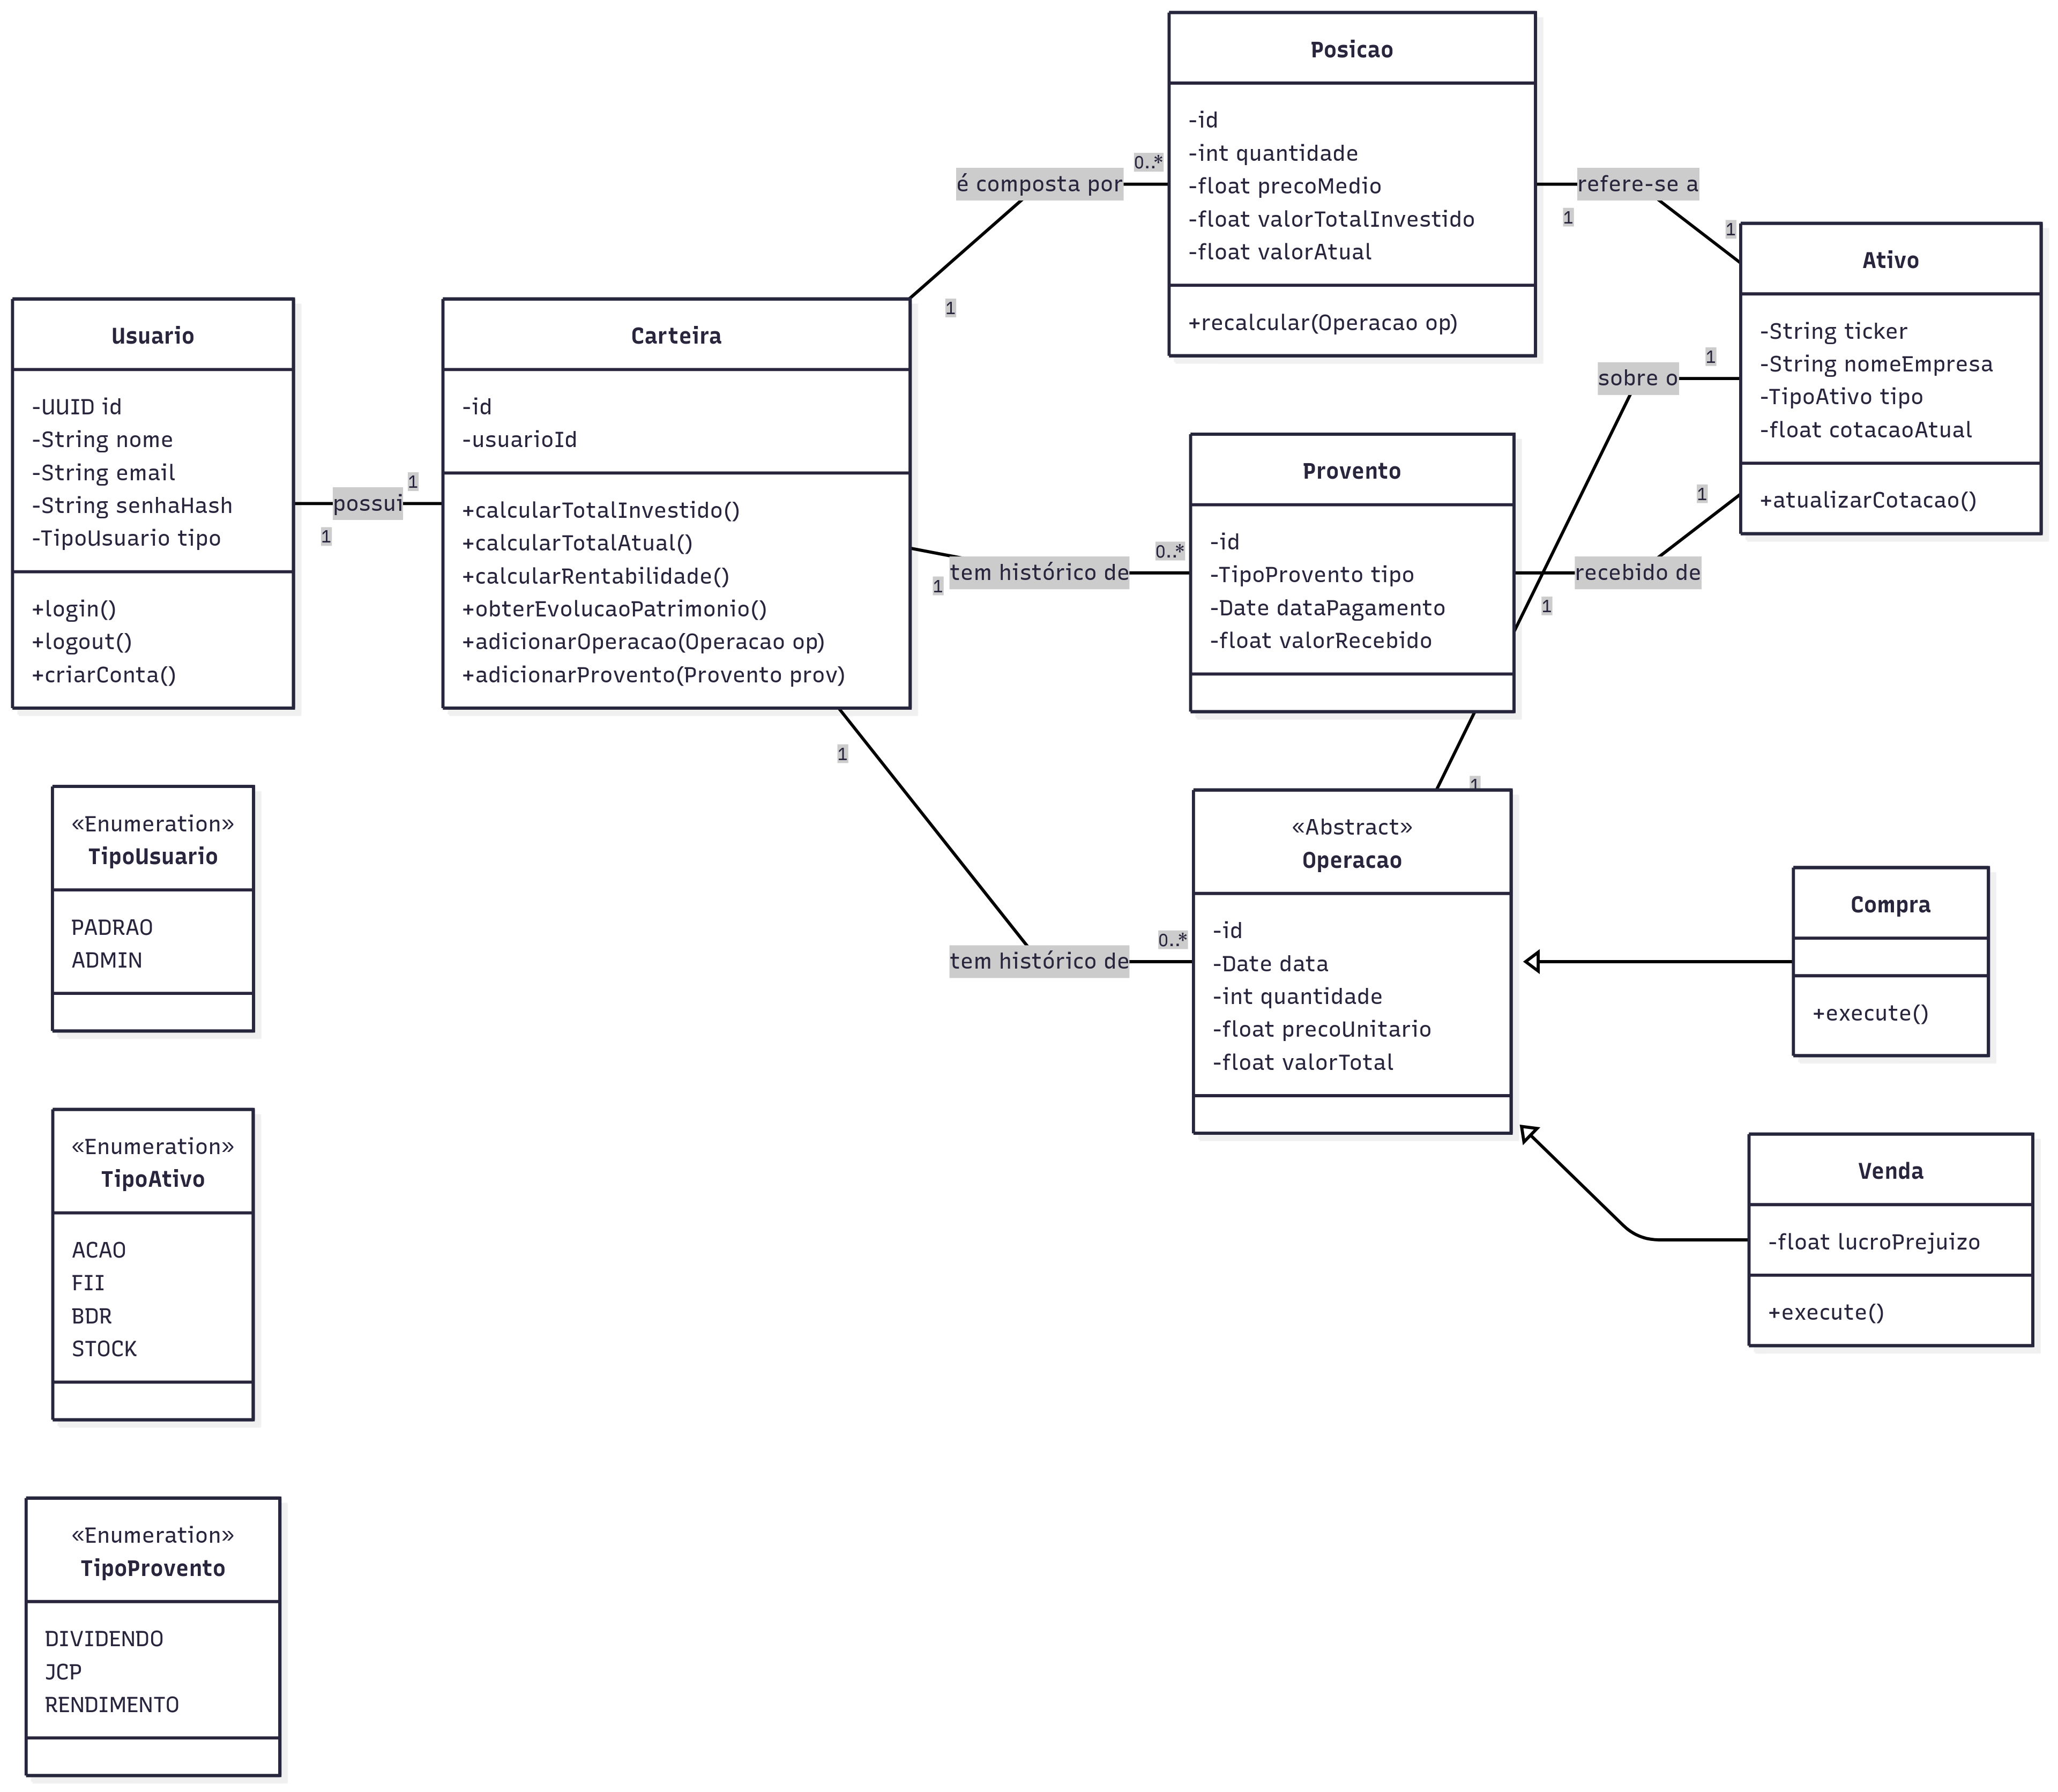 Posicao
-id
-int quantidade
-float precoMedio
-float valorTotalInvestido
-float valorAtual
+recalcular(Operacao op)
é composta por
0..*
1
refere-se a
1
1
Ativo
-String ticker
-String nomeEmpresa
-TipoAtivo tipo
-float cotacaoAtual
+atualizarCotacao()
Usuario
-UUID id
-String nome
-String email
-String senhaHash
-TipoUsuario tipo
+login()
+logout()
+criarConta()
possui
1
1
Carteira
-id
-usuarioId
+calcularTotalInvestido()
+calcularTotalAtual()
+calcularRentabilidade()
+obterEvolucaoPatrimonio()
+adicionarOperacao(Operacao op)
+adicionarProvento(Provento prov)
tem histórico de
0..*
1
Provento
-id
-TipoProvento tipo
-Date dataPagamento
-float valorRecebido
sobre o
1
recebido de
1
1
1
1
tem histórico de
0..*
«Abstract»
Operacao
-id
-Date data
-int quantidade
-float precoUnitario
-float valorTotal
Compra
+execute()
Venda
-float lucroPrejuizo
+execute()
«Enumeration»
TipoUsuario
PADRAO
ADMIN
«Enumeration»
TipoAtivo
ACAO
FII
BDR
STOCK
«Enumeration»
TipoProvento
DIVIDENDO
JCP
RENDIMENTO